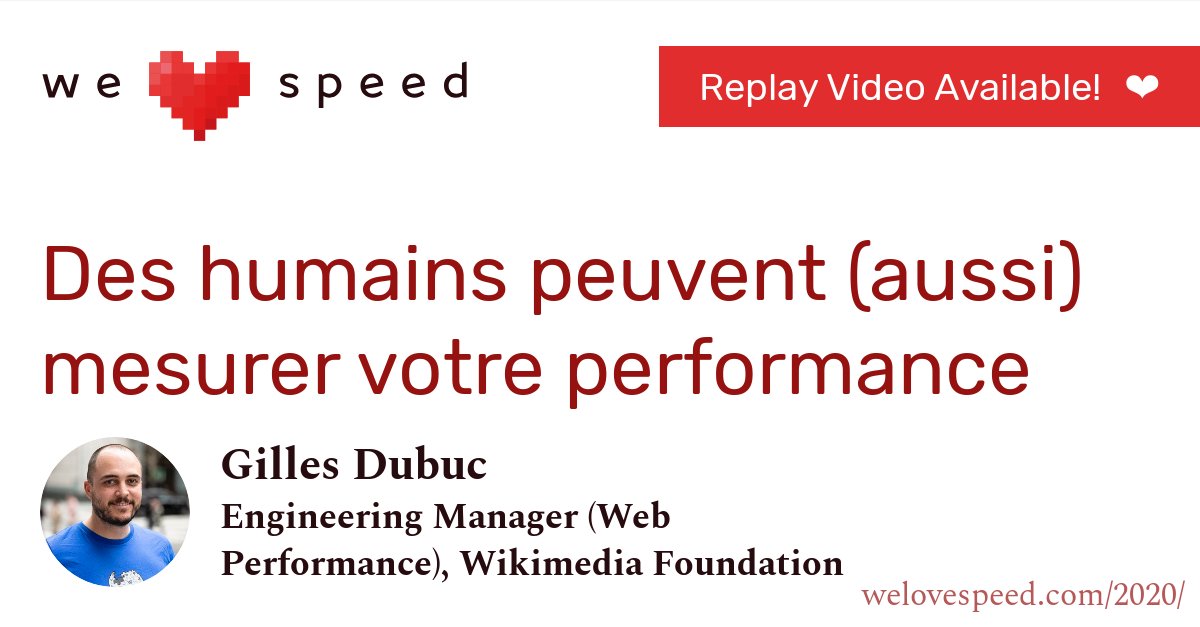 we speed
Replay Video Available! ❤
Des humains peuvent (aussi)
mesurer votre performance
Gilles Dubuc
Engineering Manager (Web
Performance), Wikimedia Foundation
welovespeed.com/2020/